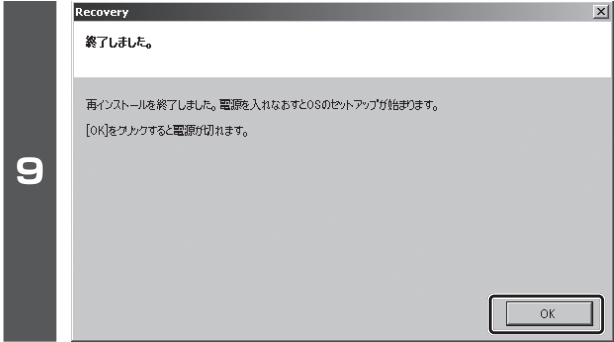 Recovery
終了しました。
再インストールを終了しました。電源を入れなおすとOSのセットアップが始まります。
[OK]をクリックすると電源が切れます。
9
OK